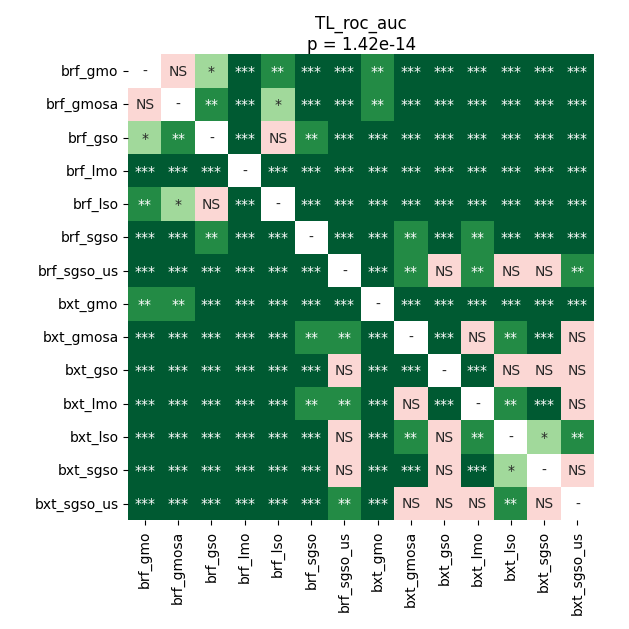 TL_roc_auc
p = 1.42e-14
brf_gmo - NS * *** ** *** *** ** *** *** *** *** *** ***
brf_gmosa NS - ** *** * *** *** ** *** *** *** *** *** ***
brf_gso * ** - *** NS ** *** *** *** *** *** *** *** ***
brf_lmo *** *** *** - *** *** *** *** *** *** *** *** *** ***
brf_lso ** * NS *** - *** *** *** *** *** *** *** *** ***
brf_sgso *** *** ** *** *** - *** *** ** *** ** *** *** ***
brf_sgso_us *** *** *** *** *** *** - *** ** NS ** NS NS **
bxt_gmo ** ** *** *** *** *** *** - *** *** *** *** *** ***
bxt_gmosa *** *** *** *** *** ** ** *** - *** NS ** *** NS
bxt_gso *** *** *** *** *** *** NS *** *** - *** NS NS NS
bxt_lmo *** *** *** *** *** ** ** *** NS *** - ** *** NS
bxt_lso *** *** *** *** *** *** NS *** ** NS ** - * **
bxt_sgso *** *** *** *** *** *** NS *** *** NS *** * - NS
bxt_sgso_us *** *** *** *** *** *** ** *** NS NS NS ** NS -
brf_gmo brf_gmosa brf_gso brf_lmo brf_lso brf_sgso brf_sgso_us bxt_gmo bxt_gmosa bxt_gso bxt_lmo bxt_lso bxt_sgso bxt_sgso_us